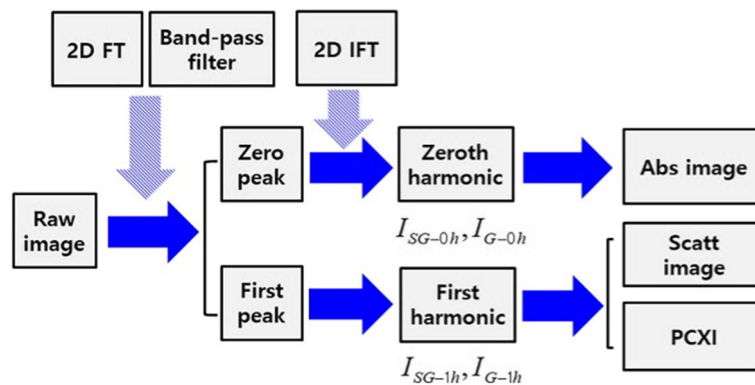 2D FT
Band-pass
filter
2D IFT
Zero
peak
Zeroth
harmonic
Abs image
Raw
image
I_{SG-0h}, I_{G-0h}
Scatt
image
First
peak
First
harmonic
PCXI
I_{SG-1h}, I_{G-1h}